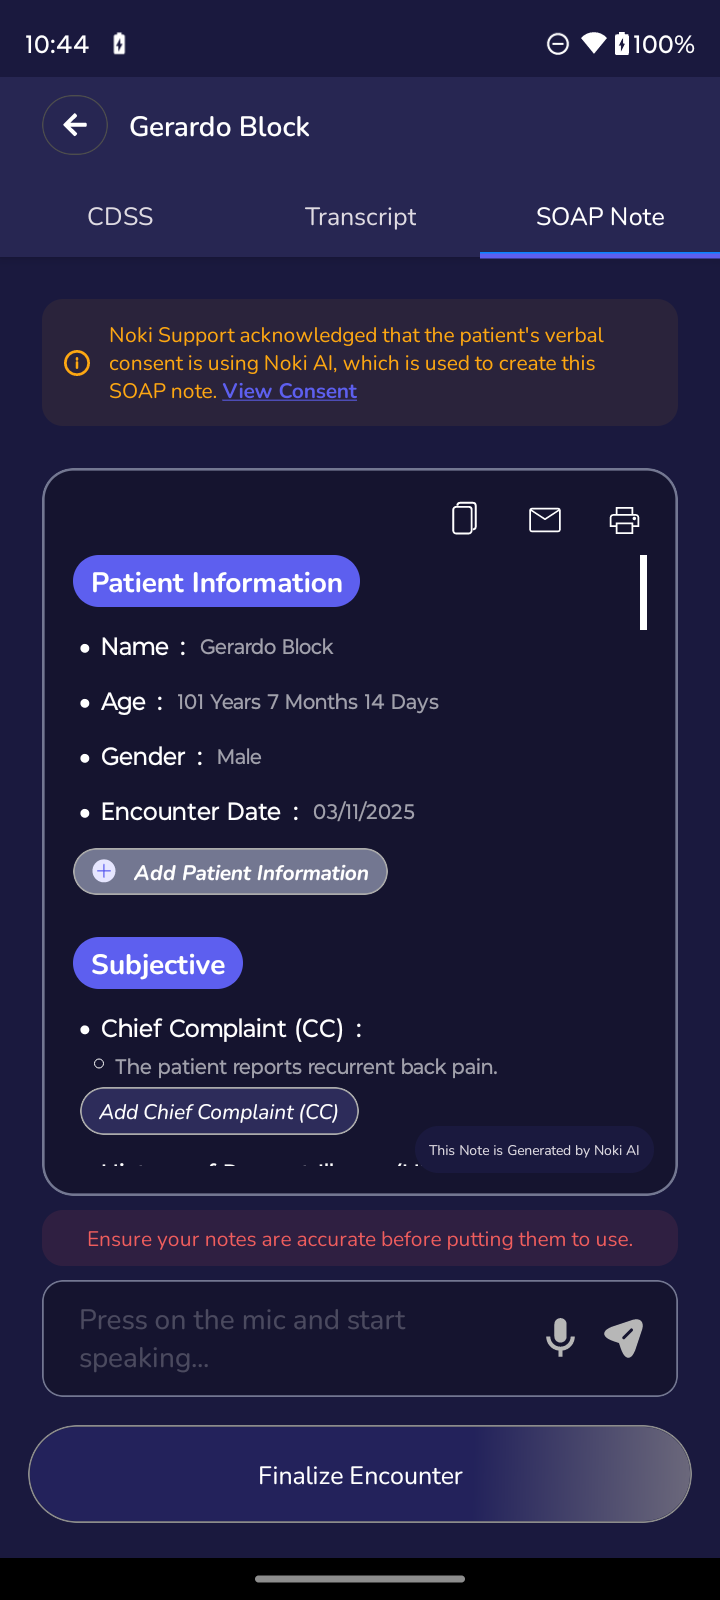 10:44
100%
Gerardo Block
CDSS
Transcript
SOAP Note
Noki Support acknowledged that the patient's verbal
consent is using Noki AI, which is used to create this
SOAP note. View Consent
Patient Information
• Name : Gerardo Block
• Age : 101 Years 7 Months 14 Days
• Gender : Male
• Encounter Date : 03/11/2025
Add Patient Information
Subjective
• Chief Complaint (CC) :
The patient reports recurrent back pain.
Add Chief Complaint (CC)
This Note is Generated by Noki AI
Ensure your notes are accurate before putting them to use.
Press on the mic and start
speaking...
Finalize Encounter